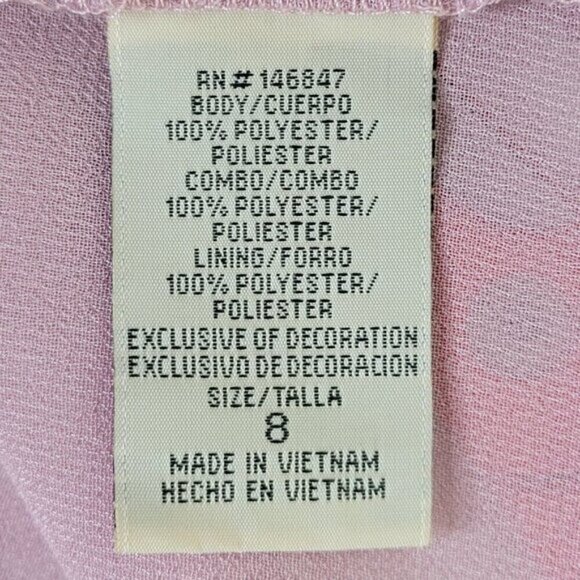 RN# 146847
BODY/CUERPO
100% POLYESTER/
POLIESTER
COMBO/COMBO
100% POLYESTER/
POLIESTER
LINING/FORRO
100% POLYESTER/
POLIESTER
EXCLUSIVE OF DECORATION
EXCLUSIVO DE DECORACION
SIZE/TALLA
8
MADE IN VIETNAM
HECHO EN VIETNAM